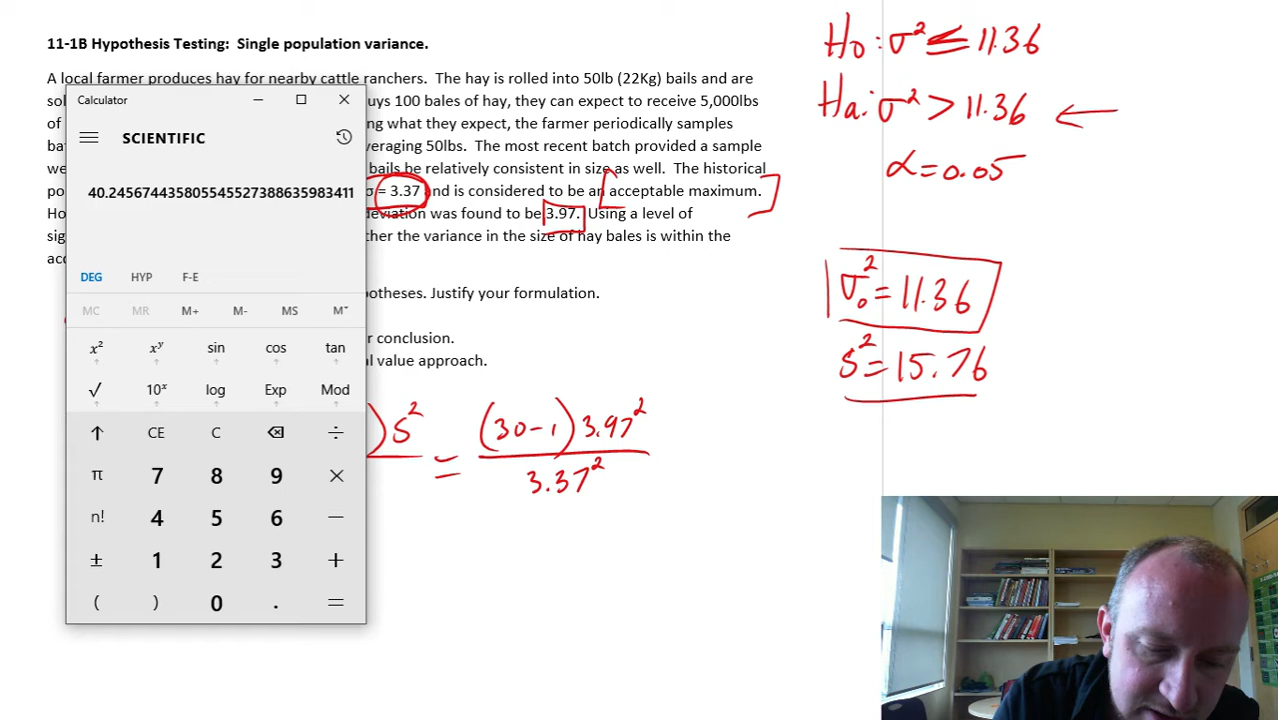 11-1B Hypothesis Testing: Single population variance.
A local farmer produces hay for nearby cattle ranchers. The hay is rolled into 50lb (22Kg) bails and are
uys 100 bales of hay, they can expect to receive 5,000lbs
of
ng what they expect, the farmer periodically samples
veraging 50lbs. The most recent batch provided a sample
bails be relatively consistent in size as well. The historical
σ = 3.37 and is considered to be an acceptable maximum.
deviation was found to be 3.97. Using a level of
ther the variance in the size of hay bales is within the
otheses. Justify your formulation.
r conclusion.
al value approach.
) S² = (30-1) 3.97²
3.37²
Ho: σ² ≤ 11.36
Ha: σ² > 11.36 ←
α = 0.05
σ₀² = 11.36
S² = 15.76
Calculator
SCIENTIFIC
40.245674435805545527388635983411
DEG HYP F-E
MC MR M+ M- MS M˅
x² xʸ sin cos tan
√ 10ˣ log Exp Mod
↑ CE C ⌫ ÷
π 7 8 9 ×
n! 4 5 6 −
± 1 2 3 +
( ) 0 . =